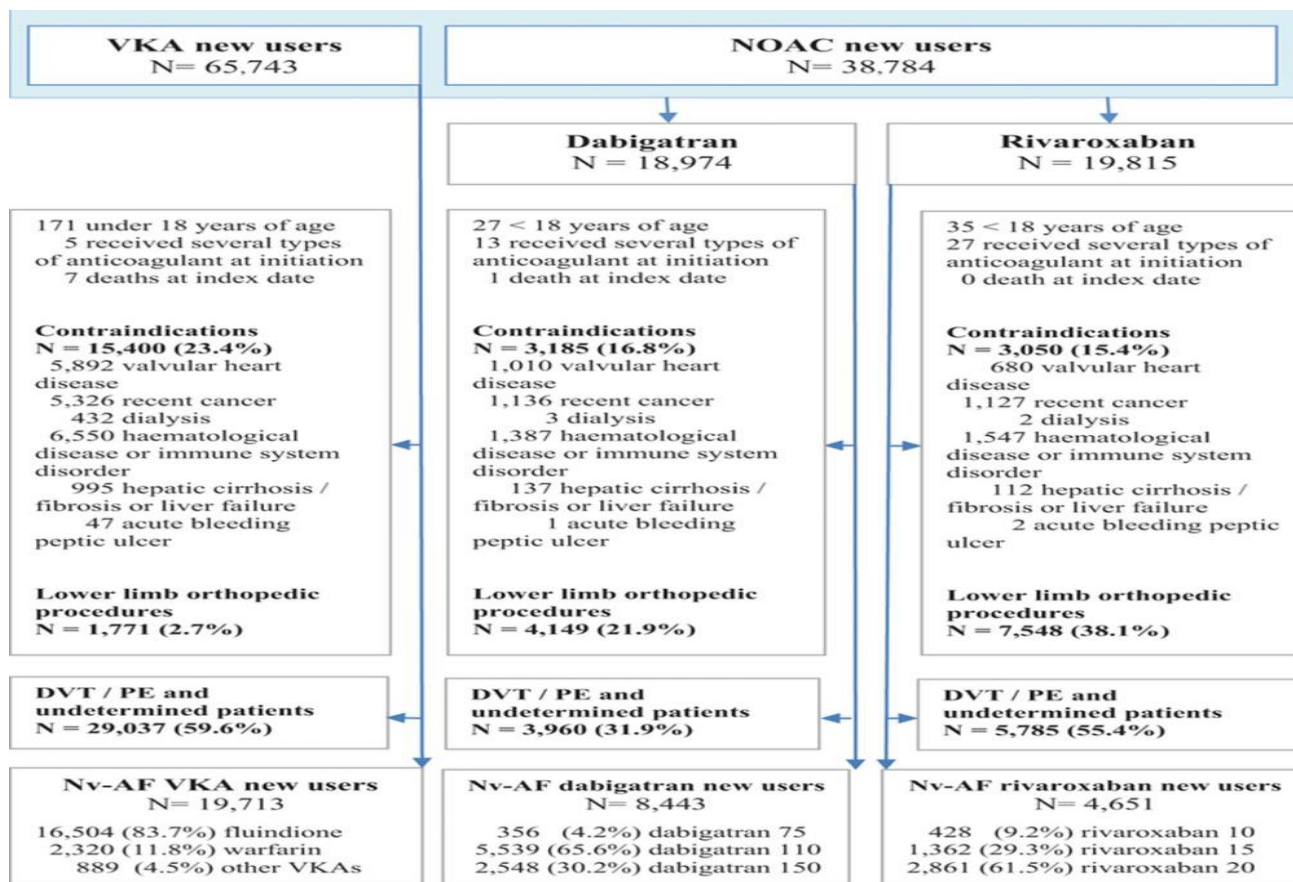 VKA new users
N= 65,743
NOAC new users
N= 38,784
Dabigatran
N = 18,974
Rivaroxaban
N = 19,815
171 under 18 years of age
5 received several types
of anticoagulant at initiation
7 deaths at index date
Contraindications
N = 15,400 (23.4%)
5,892 valvular heart
disease
5,326 recent cancer
432 dialysis
6,550 haematological
disease or immune system
disorder
995 hepatic cirrhosis /
fibrosis or liver failure
47 acute bleeding
peptic ulcer
Lower limb orthopedic
procedures
N = 1,771 (2.7%)
27 < 18 years of age
13 received several types of
anticoagulant at initiation
1 death at index date
Contraindications
N = 3,185 (16.8%)
1,010 valvular heart
disease
1,136 recent cancer
3 dialysis
1,387 haematological
disease or immune system
disorder
137 hepatic cirrhosis /
fibrosis or liver failure
1 acute bleeding
peptic ulcer
Lower limb orthopedic
procedures
N = 4,149 (21.9%)
35 < 18 years of age
27 received several types of
anticoagulant at initiation
0 death at index date
Contraindications
N = 3,050 (15.4%)
680 valvular heart
disease
1,127 recent cancer
2 dialysis
1,547 haematological
disease or immune system
disorder
112 hepatic cirrhosis /
fibrosis or liver failure
2 acute bleeding peptic
ulcer
Lower limb orthopedic
procedures
N = 7,548 (38.1%)
DVT / PE and
undetermined patients
N = 29,037 (59.6%)
DVT / PE and
undetermined patients
N = 3,960 (31.9%)
DVT / PE and
undetermined patients
N = 5,785 (55.4%)
Nv-AF VKA new users
N= 19,713
16,504 (83.7%) fluindione
2,320 (11.8%) warfarin
889 (4.5%) other VKAs
Nv-AF dabigatran new users
N= 8,443
356 (4.2%) dabigatran 75
5,539 (65.6%) dabigatran 110
2,548 (30.2%) dabigatran 150
Nv-AF rivaroxaban new users
N= 4,651
428 (9.2%) rivaroxaban 10
1,362 (29.3%) rivaroxaban 15
2,861 (61.5%) rivaroxaban 20